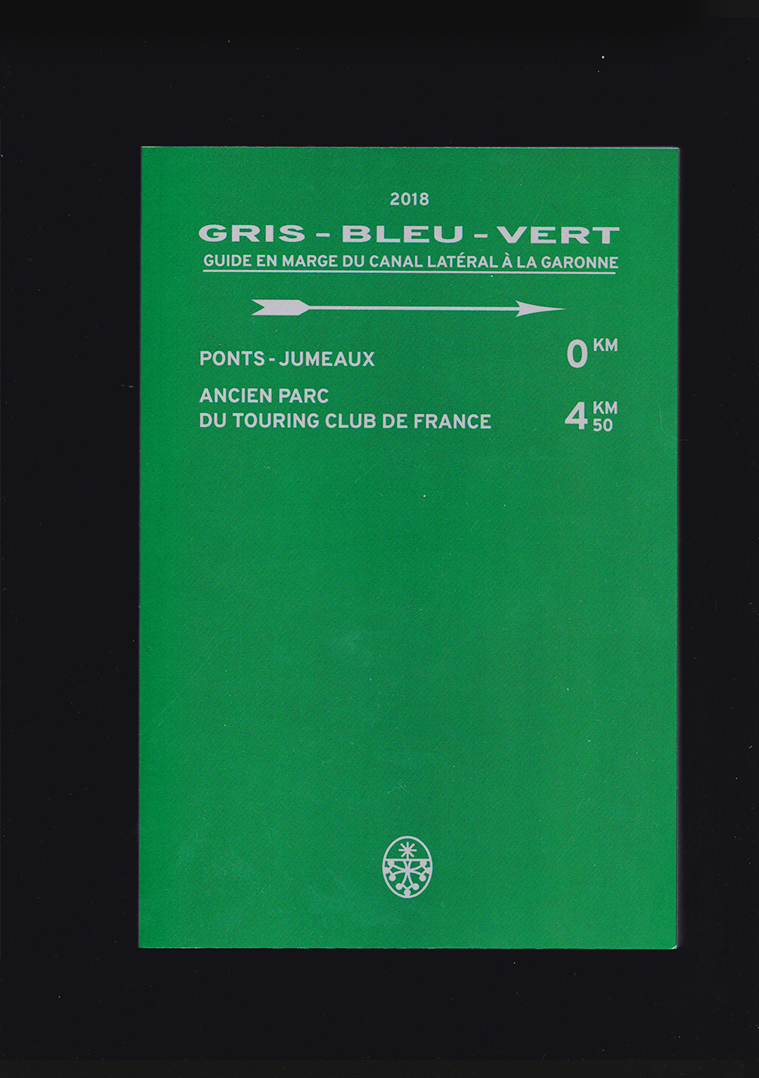 2018
GRIS - BLEU - VERT
GUIDE EN MARGE DU CANAL LATÉRAL À LA GARONNE
PONTS - JUMEAUX 0 KM
ANCIEN PARC
DU TOURING CLUB DE FRANCE 4 KM 50